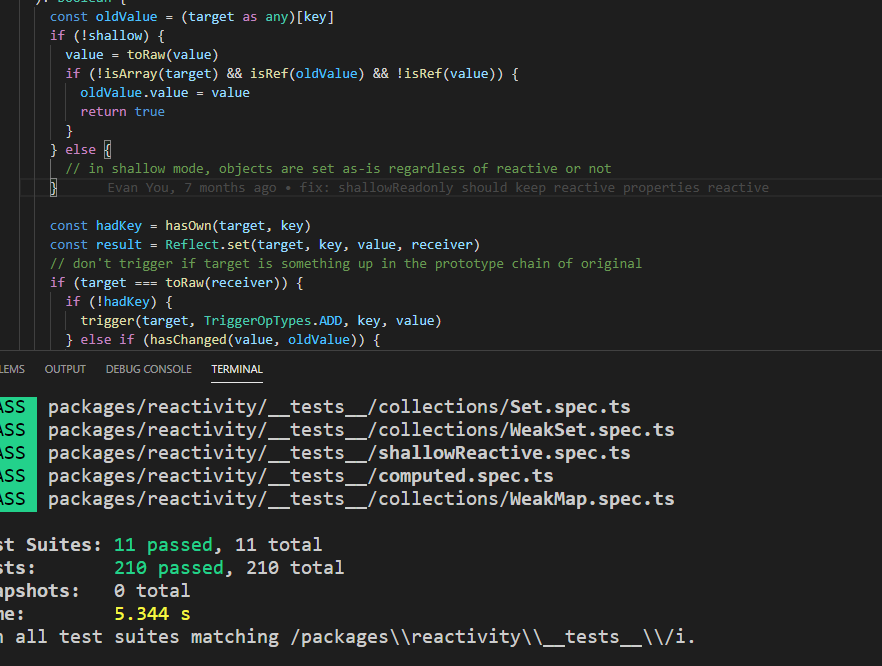 ): boolean {
const oldValue = (target as any)[key]
if (!shallow) {
value = toRaw(value)
if (!isArray(target) && isRef(oldValue) && !isRef(value)) {
oldValue.value = value
return true
}
} else {
// in shallow mode, objects are set as-is regardless of reactive or not
} Evan You, 7 months ago • fix: shallowReadonly should keep reactive properties reactive
const hadKey = hasOwn(target, key)
const result = Reflect.set(target, key, value, receiver)
// don't trigger if target is something up in the prototype chain of original
if (target === toRaw(receiver)) {
if (!hadKey) {
trigger(target, TriggerOpTypes.ADD, key, value)
} else if (hasChanged(value, oldValue)) {
LEMS OUTPUT DEBUG CONSOLE TERMINAL
ASS packages/reactivity/__tests__/collections/Set.spec.ts
ASS packages/reactivity/__tests__/collections/WeakSet.spec.ts
ASS packages/reactivity/__tests__/shallowReactive.spec.ts
ASS packages/reactivity/__tests__/computed.spec.ts
ASS packages/reactivity/__tests__/collections/WeakMap.spec.ts
st Suites: 11 passed, 11 total
sts: 210 passed, 210 total
apshots: 0 total
me: 5.344 s
n all test suites matching /packages\\reactivity\\__tests__\\/i.